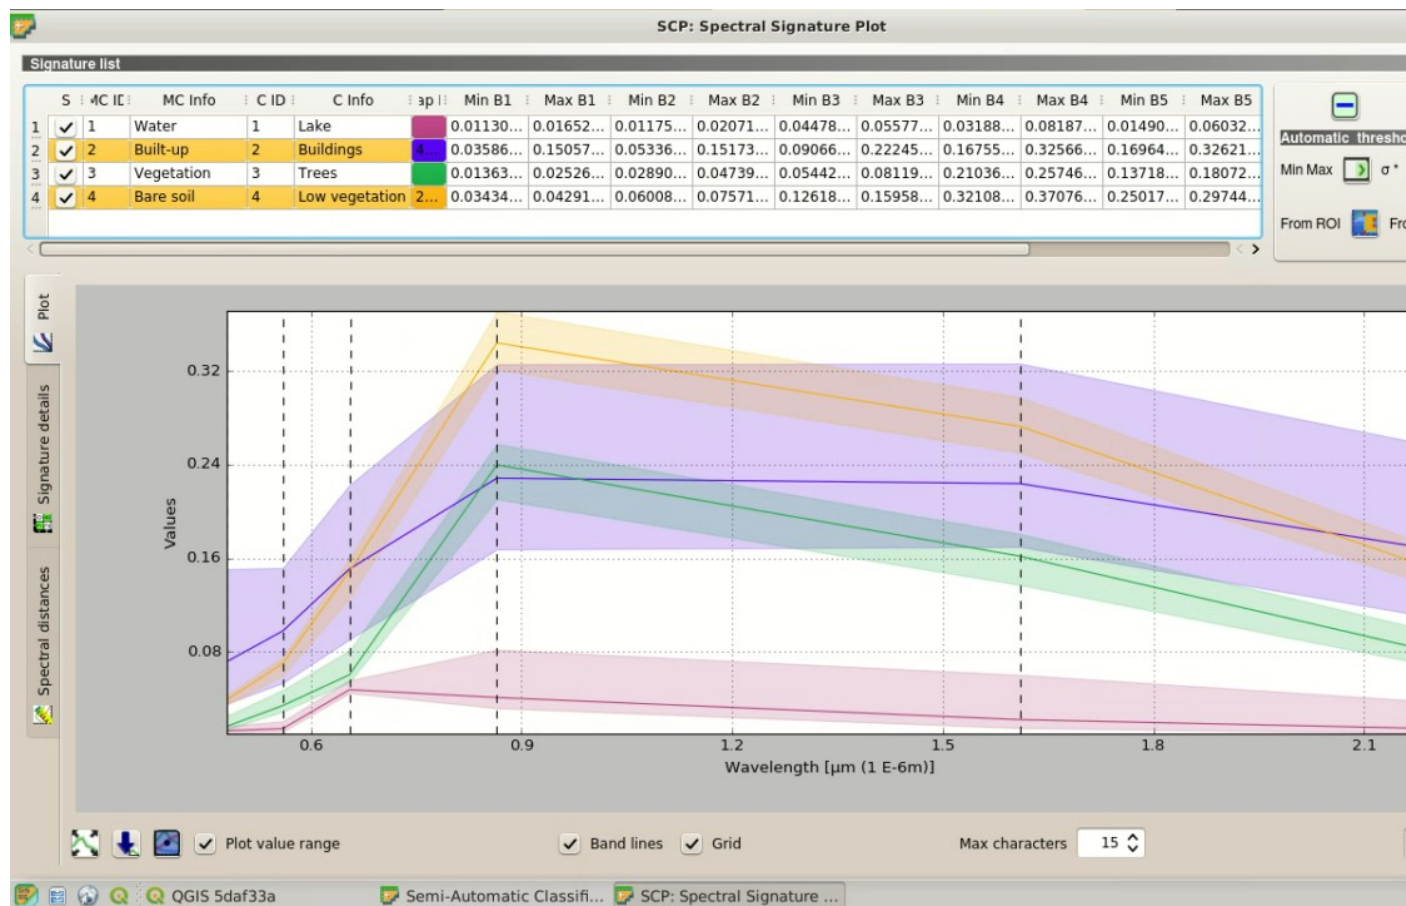 SCP: Spectral Signature Plot
Signature list
S MC ID MC Info C ID C Info Min B1 Max B1 Min B2 Max B2 Min B3 Max B3 Min B4 Max B4 Min B5 Max B5
1 1 Water 1 Lake 0.01130... 0.01652... 0.01175... 0.02071... 0.04478... 0.05577... 0.03188... 0.08187... 0.01490... 0.06032...
2 2 Built-up 2 Buildings 4... 0.03586... 0.15057... 0.05336... 0.15173... 0.09066... 0.22245... 0.16755... 0.32566... 0.16964... 0.32621...
3 3 Vegetation 3 Trees 0.01363... 0.02526... 0.02890... 0.04739... 0.05442... 0.08119... 0.21036... 0.25746... 0.13718... 0.18072...
4 4 Bare soil 4 Low vegetation 2... 0.03434... 0.04291... 0.06008... 0.07571... 0.12618... 0.15958... 0.32108... 0.37076... 0.25017... 0.29744...
Automatic thresho
Min Max σ*
From ROI Fro
Plot
Signature details
Spectral distances
0.32
0.24
0.16
0.08
Values
0.6 0.9 1.2 1.5 1.8 2.1
Wavelength [µm (1 E-6m)]
Plot value range Band lines Grid Max characters 15
QGIS 5daf33a Semi-Automatic Classifi... SCP: Spectral Signature ...